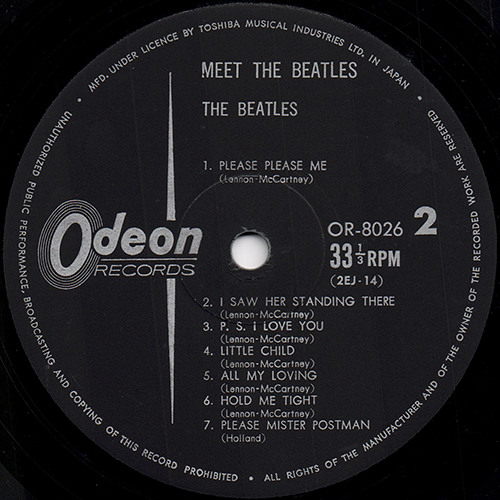 MFD. UNDER LICENCE BY TOSHIBA MUSICAL INDUSTRIES LTD, IN JAPAN
MEET THE BEATLES
THE BEATLES
1. PLEASE PLEASE ME
(Lennon-McCartney)
Odeon
RECORDS
OR-8026 2
33 1/3 RPM
(2EJ-14)
2. I SAW HER STANDING THERE
(Lennon-McCartney)
3. P. S. I LOVE YOU
(Lennon-McCartney)
4. LITTLE CHILD
(Lennon-McCartney)
5. ALL MY LOVING
(Lennon-McCartney)
6. HOLD ME TIGHT
(Lennon-McCartney)
7. PLEASE MISTER POSTMAN
(Holland)
UNAUTHORIZED PUBLIC PERFORMANCE, BROADCASTING AND COPYING OF THIS RECORD PROHIBITED • ALL RIGHTS OF THE MANUFACTURER AND OF THE OWNER OF THE RECORDED WORK ARE RESERVED